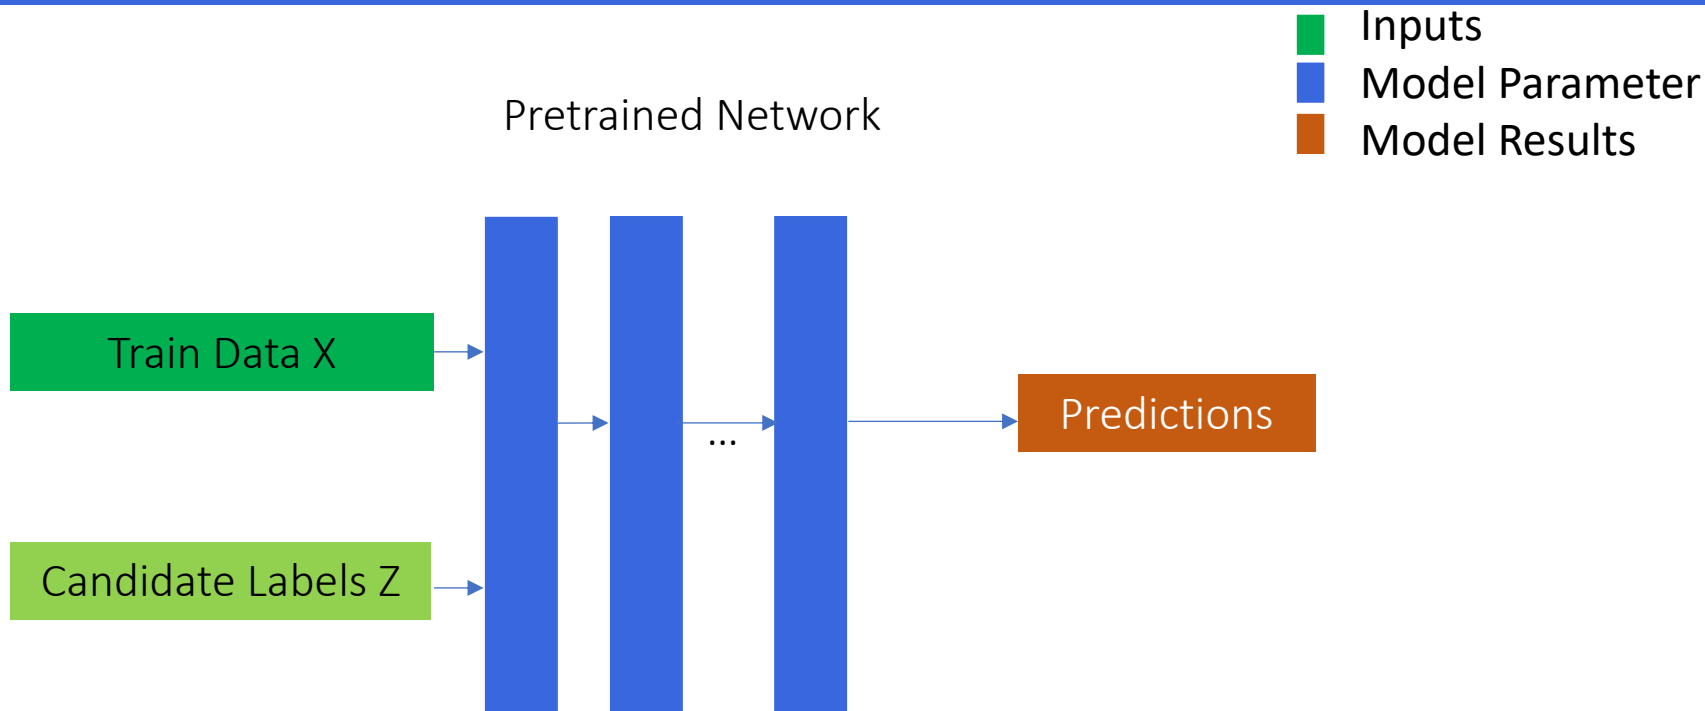 Inputs
Model Parameter
Model Results
Pretrained Network
Train Data X
Candidate Labels Z
...
Predictions